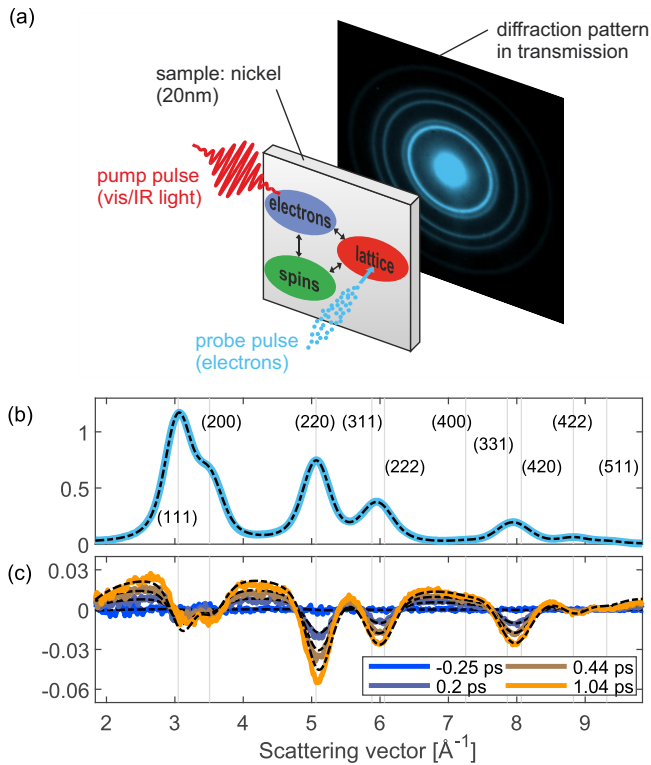 (a)
diffraction pattern
in transmission
sample: nickel
(20nm)
pump pulse
(vis/IR light)
electrons
lattice
spins
probe pulse
(electrons)
(b)
1
0.5
0
(111)
(200)
(220)
(311)
(222)
(400)
(331)
(420)
(422)
(511)
(c)
0.03
0
-0.03
-0.06
-0.25 ps
0.2 ps
0.44 ps
1.04 ps
2 3 4 5 6 7 8 9
Scattering vector [Å⁻¹]